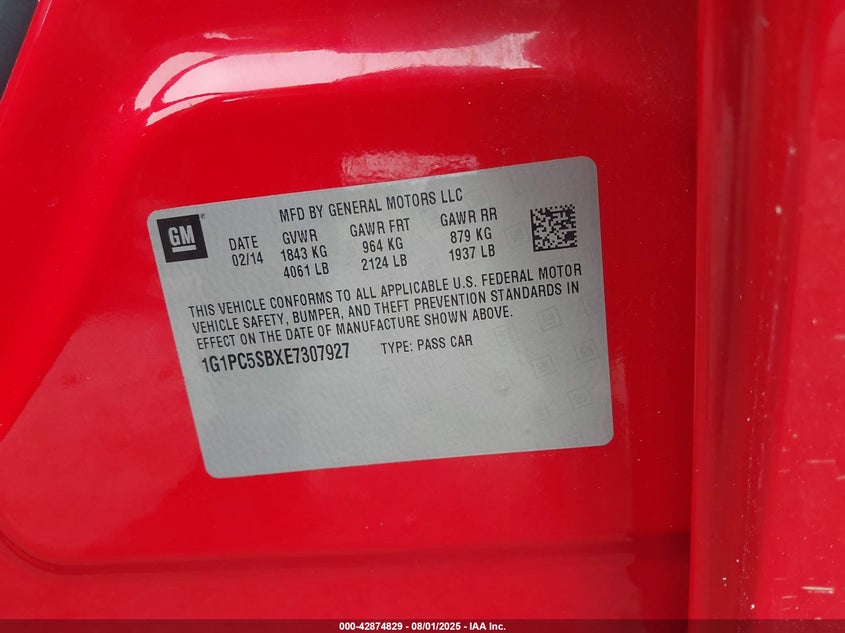 MFD BY GENERAL MOTORS LLC
GM®
DATE GVWR GAWR FRT GAWR RR
02/14 1843 KG 964 KG 879 KG
4061 LB 2124 LB 1937 LB
THIS VEHICLE CONFORMS TO ALL APPLICABLE U.S. FEDERAL MOTOR
VEHICLE SAFETY, BUMPER, AND THEFT PREVENTION STANDARDS IN
EFFECT ON THE DATE OF MANUFACTURE SHOWN ABOVE.
1G1PC5SBXE7307927 TYPE: PASS CAR
000-42874829 - 08/01/2025 - IAA Inc.